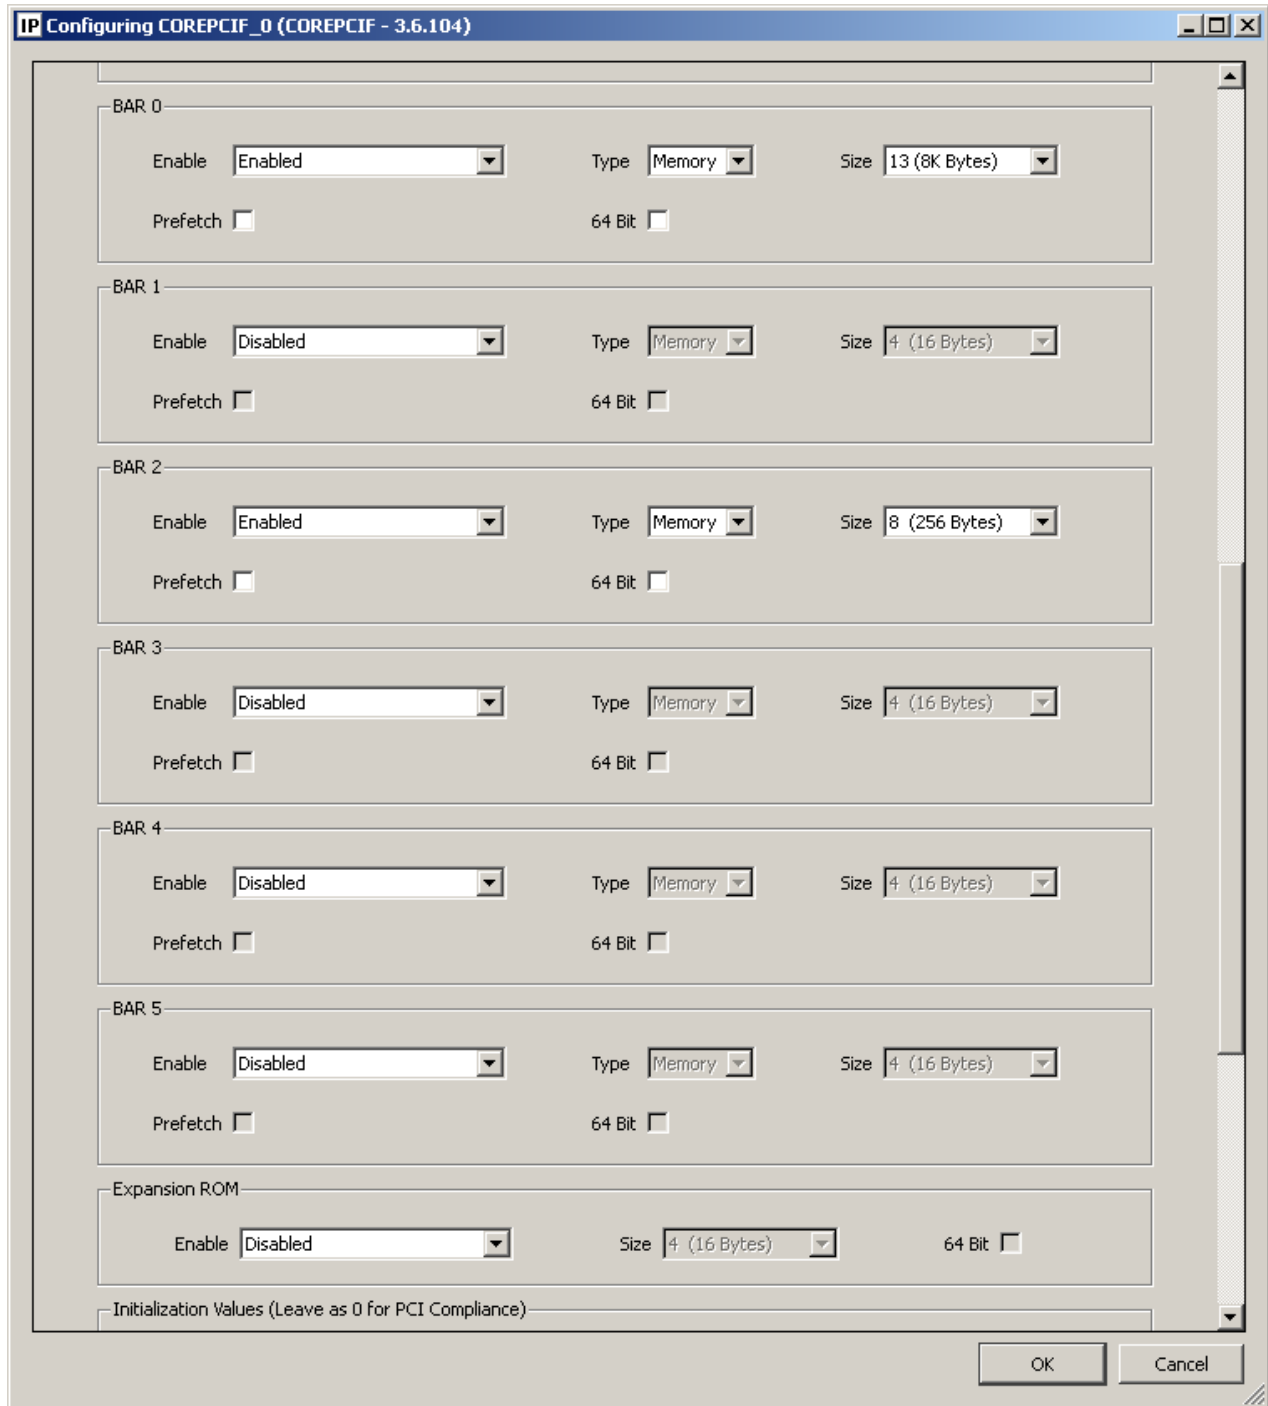 IP Configuring COREPCIF_0 (COREPCIF - 3.6.104)
BAR 0
Enable Enabled Type Memory Size 13 (8K Bytes)
Prefetch 64 Bit
BAR 1
Enable Disabled Type Memory Size 4 (16 Bytes)
Prefetch 64 Bit
BAR 2
Enable Enabled Type Memory Size 8 (256 Bytes)
Prefetch 64 Bit
BAR 3
Enable Disabled Type Memory Size 4 (16 Bytes)
Prefetch 64 Bit
BAR 4
Enable Disabled Type Memory Size 4 (16 Bytes)
Prefetch 64 Bit
BAR 5
Enable Disabled Type Memory Size 4 (16 Bytes)
Prefetch 64 Bit
Expansion ROM
Enable Disabled Size 4 (16 Bytes) 64 Bit
Initialization Values (Leave as 0 for PCI Compliance)
OK Cancel